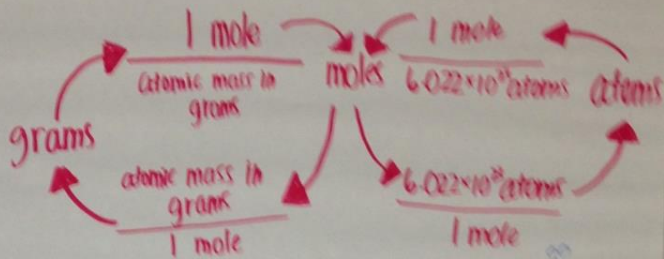 1 mole
atomic mass in
grams
moles
1 mole
6.022×10²³ atoms
atoms
grams
atomic mass in
grams
1 mole
6.022×10²³ atoms
1 mole